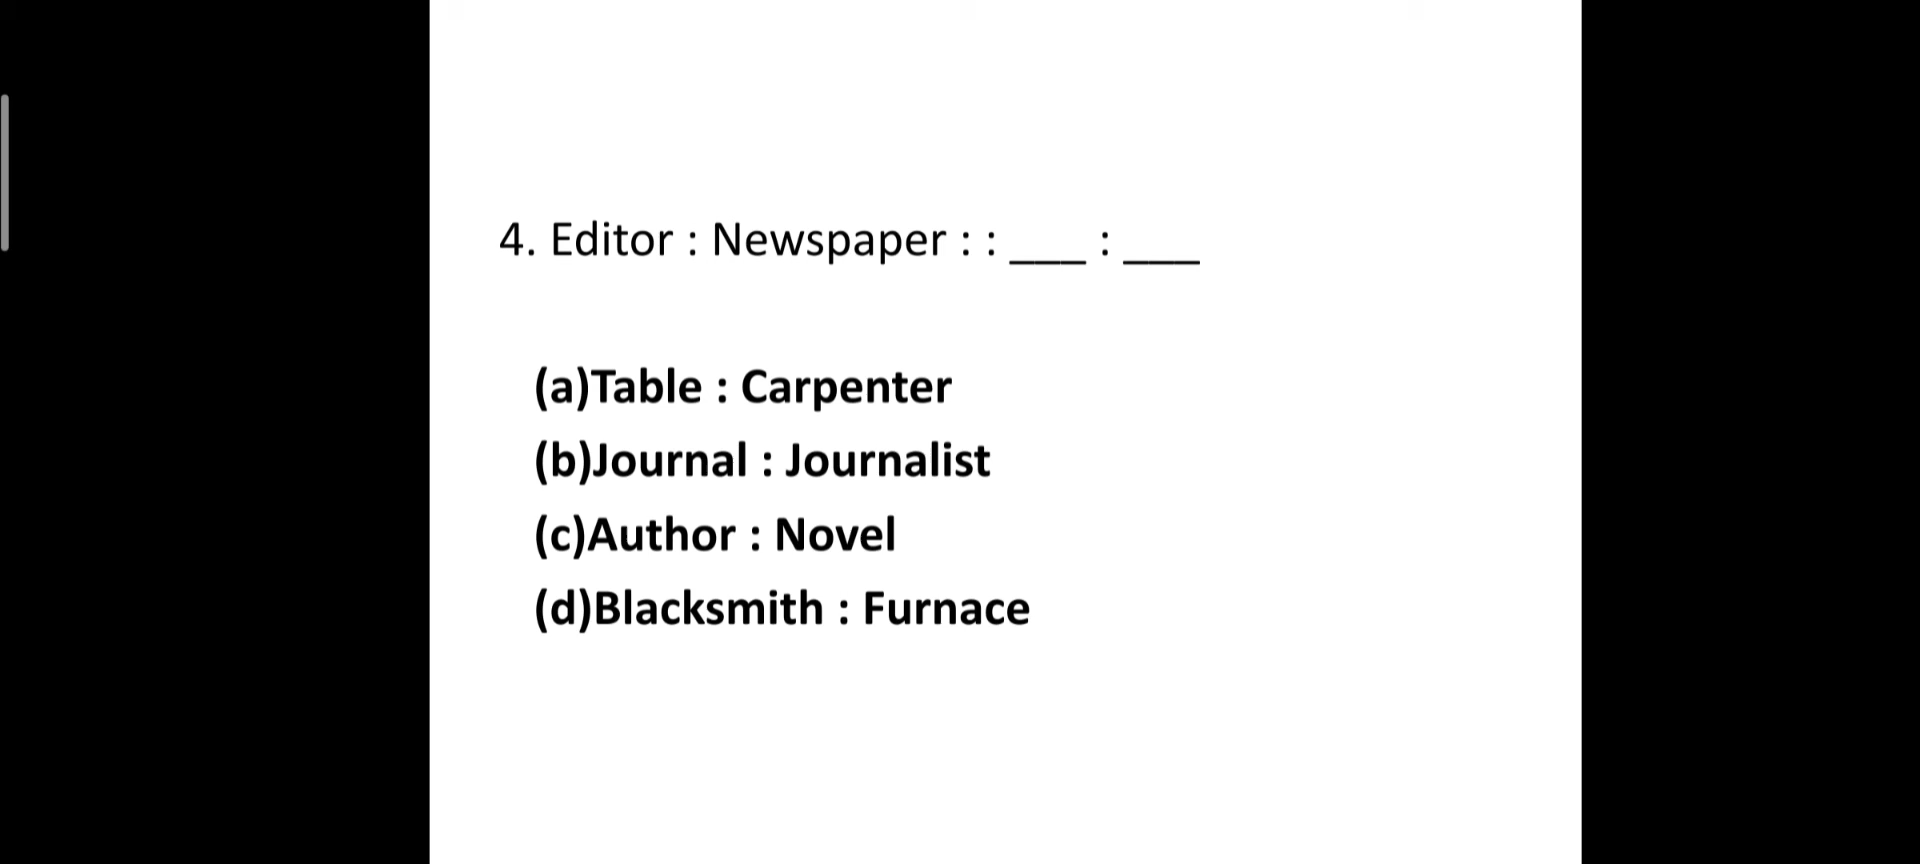 4. Editor : Newspaper : : ___ : ___
(a)Table : Carpenter
(b)Journal : Journalist
(c)Author : Novel
(d)Blacksmith : Furnace